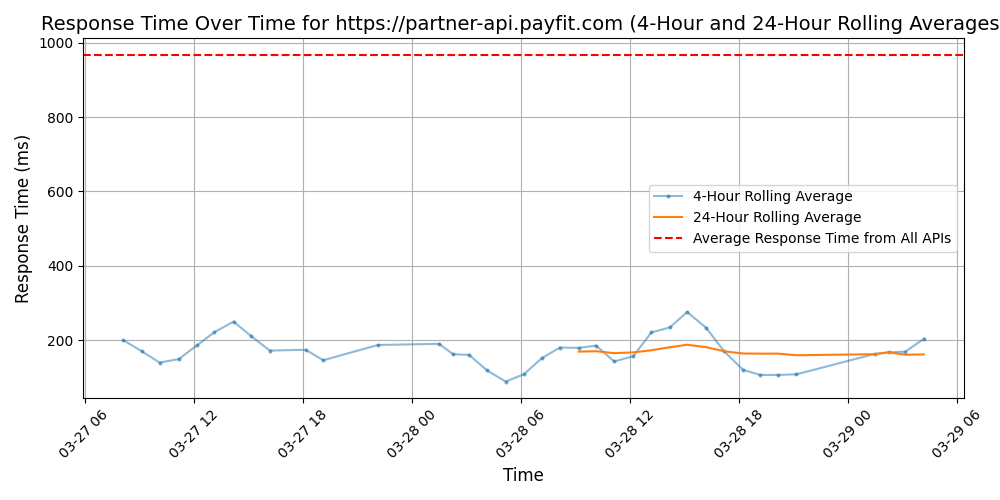 Response Time Over Time for https://partner-api.payfit.com (4-Hour and 24-Hour Rolling Averages
1000
800
600
400
200
Response Time (ms)
4-Hour Rolling Average
24-Hour Rolling Average
Average Response Time from All APIs
03-27 06
03-27 12
03-27 18
03-28 00
03-28 06
03-28 12
03-28 18
03-29 00
03-29 06
Time